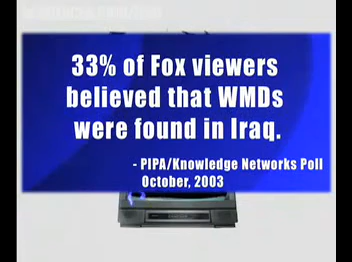 33% of Fox viewers
believed that WMDs
were found in Iraq.
- PIPA/Knowledge Networks Poll
October, 2003